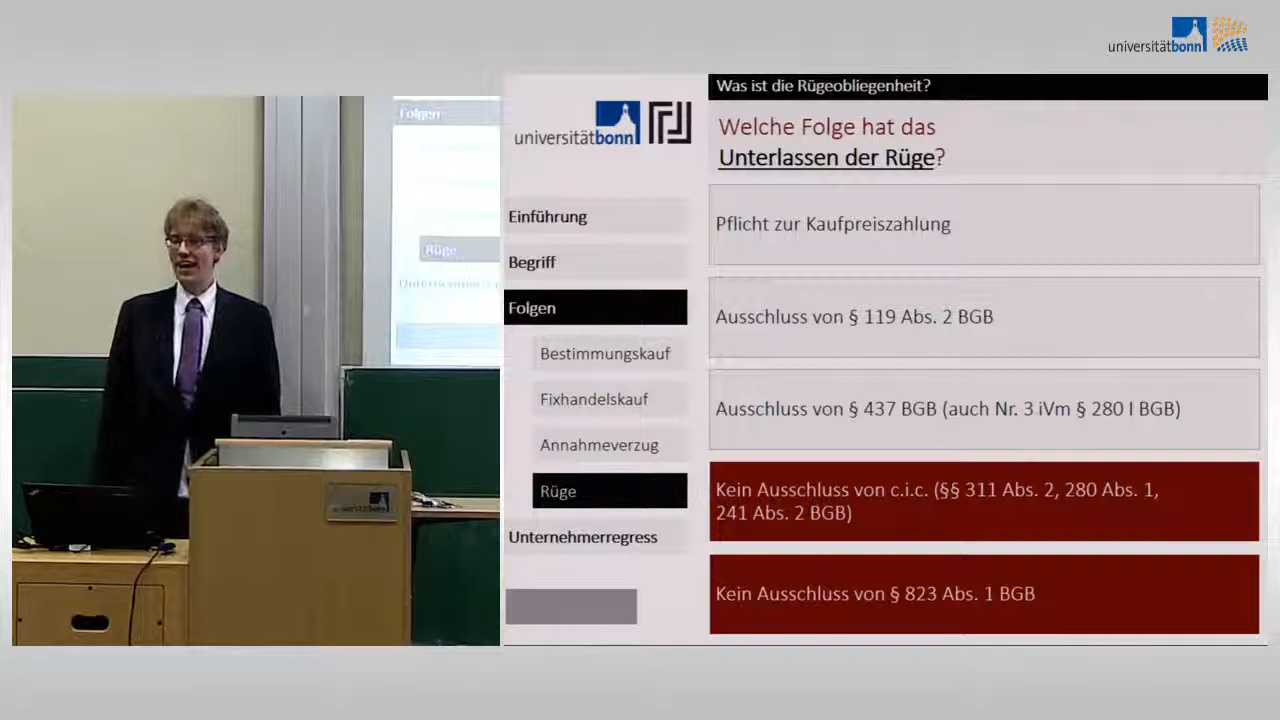 universitätbonn
Folgen
Rüge
universitätbonn
Einführung
Begriff
Folgen
Bestimmungskauf
Fixhandelskauf
Annahmeverzug
Rüge
Unternehmerregress
Was ist die Rügeobliegenheit?
Welche Folge hat das
Unterlassen der Rüge?
Pflicht zur Kaufpreiszahlung
Ausschluss von § 119 Abs. 2 BGB
Ausschluss von § 437 BGB (auch Nr. 3 iVm § 280 I BGB)
Kein Ausschluss von c.i.c. (§§ 311 Abs. 2, 280 Abs. 1,
241 Abs. 2 BGB)
Kein Ausschluss von § 823 Abs. 1 BGB